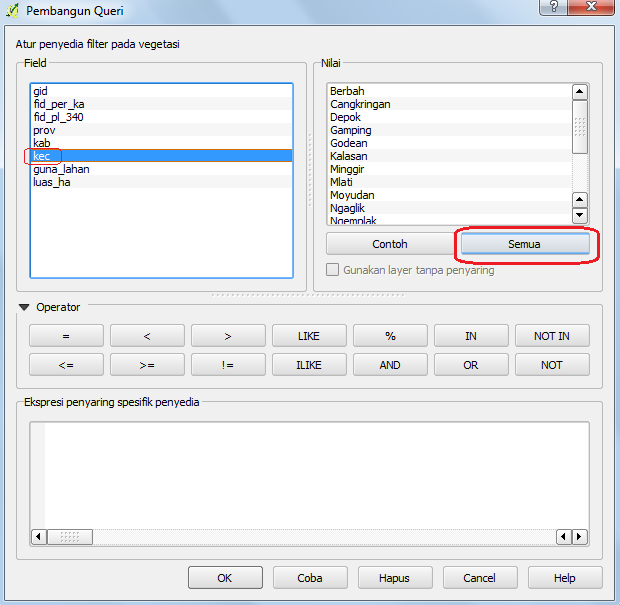 Pembangun Queri
?
Atur penyedia filter pada vegetasi
Field
gid
fid_per_ka
fid_pl_340
prov
kab
kec
guna_lahan
luas_ha
Nilai
Berbah
Cangkringan
Depok
Gamping
Godean
Kalasan
Minggir
Mlati
Moyudan
Ngaglik
Ngemplak
Contoh
Semua
Gunakan layer tanpa penyaring
Operator
= < > LIKE % IN NOT IN
<= >= != ILIKE AND OR NOT
Ekspresi penyaring spesifik penyedia
OK Coba Hapus Cancel Help